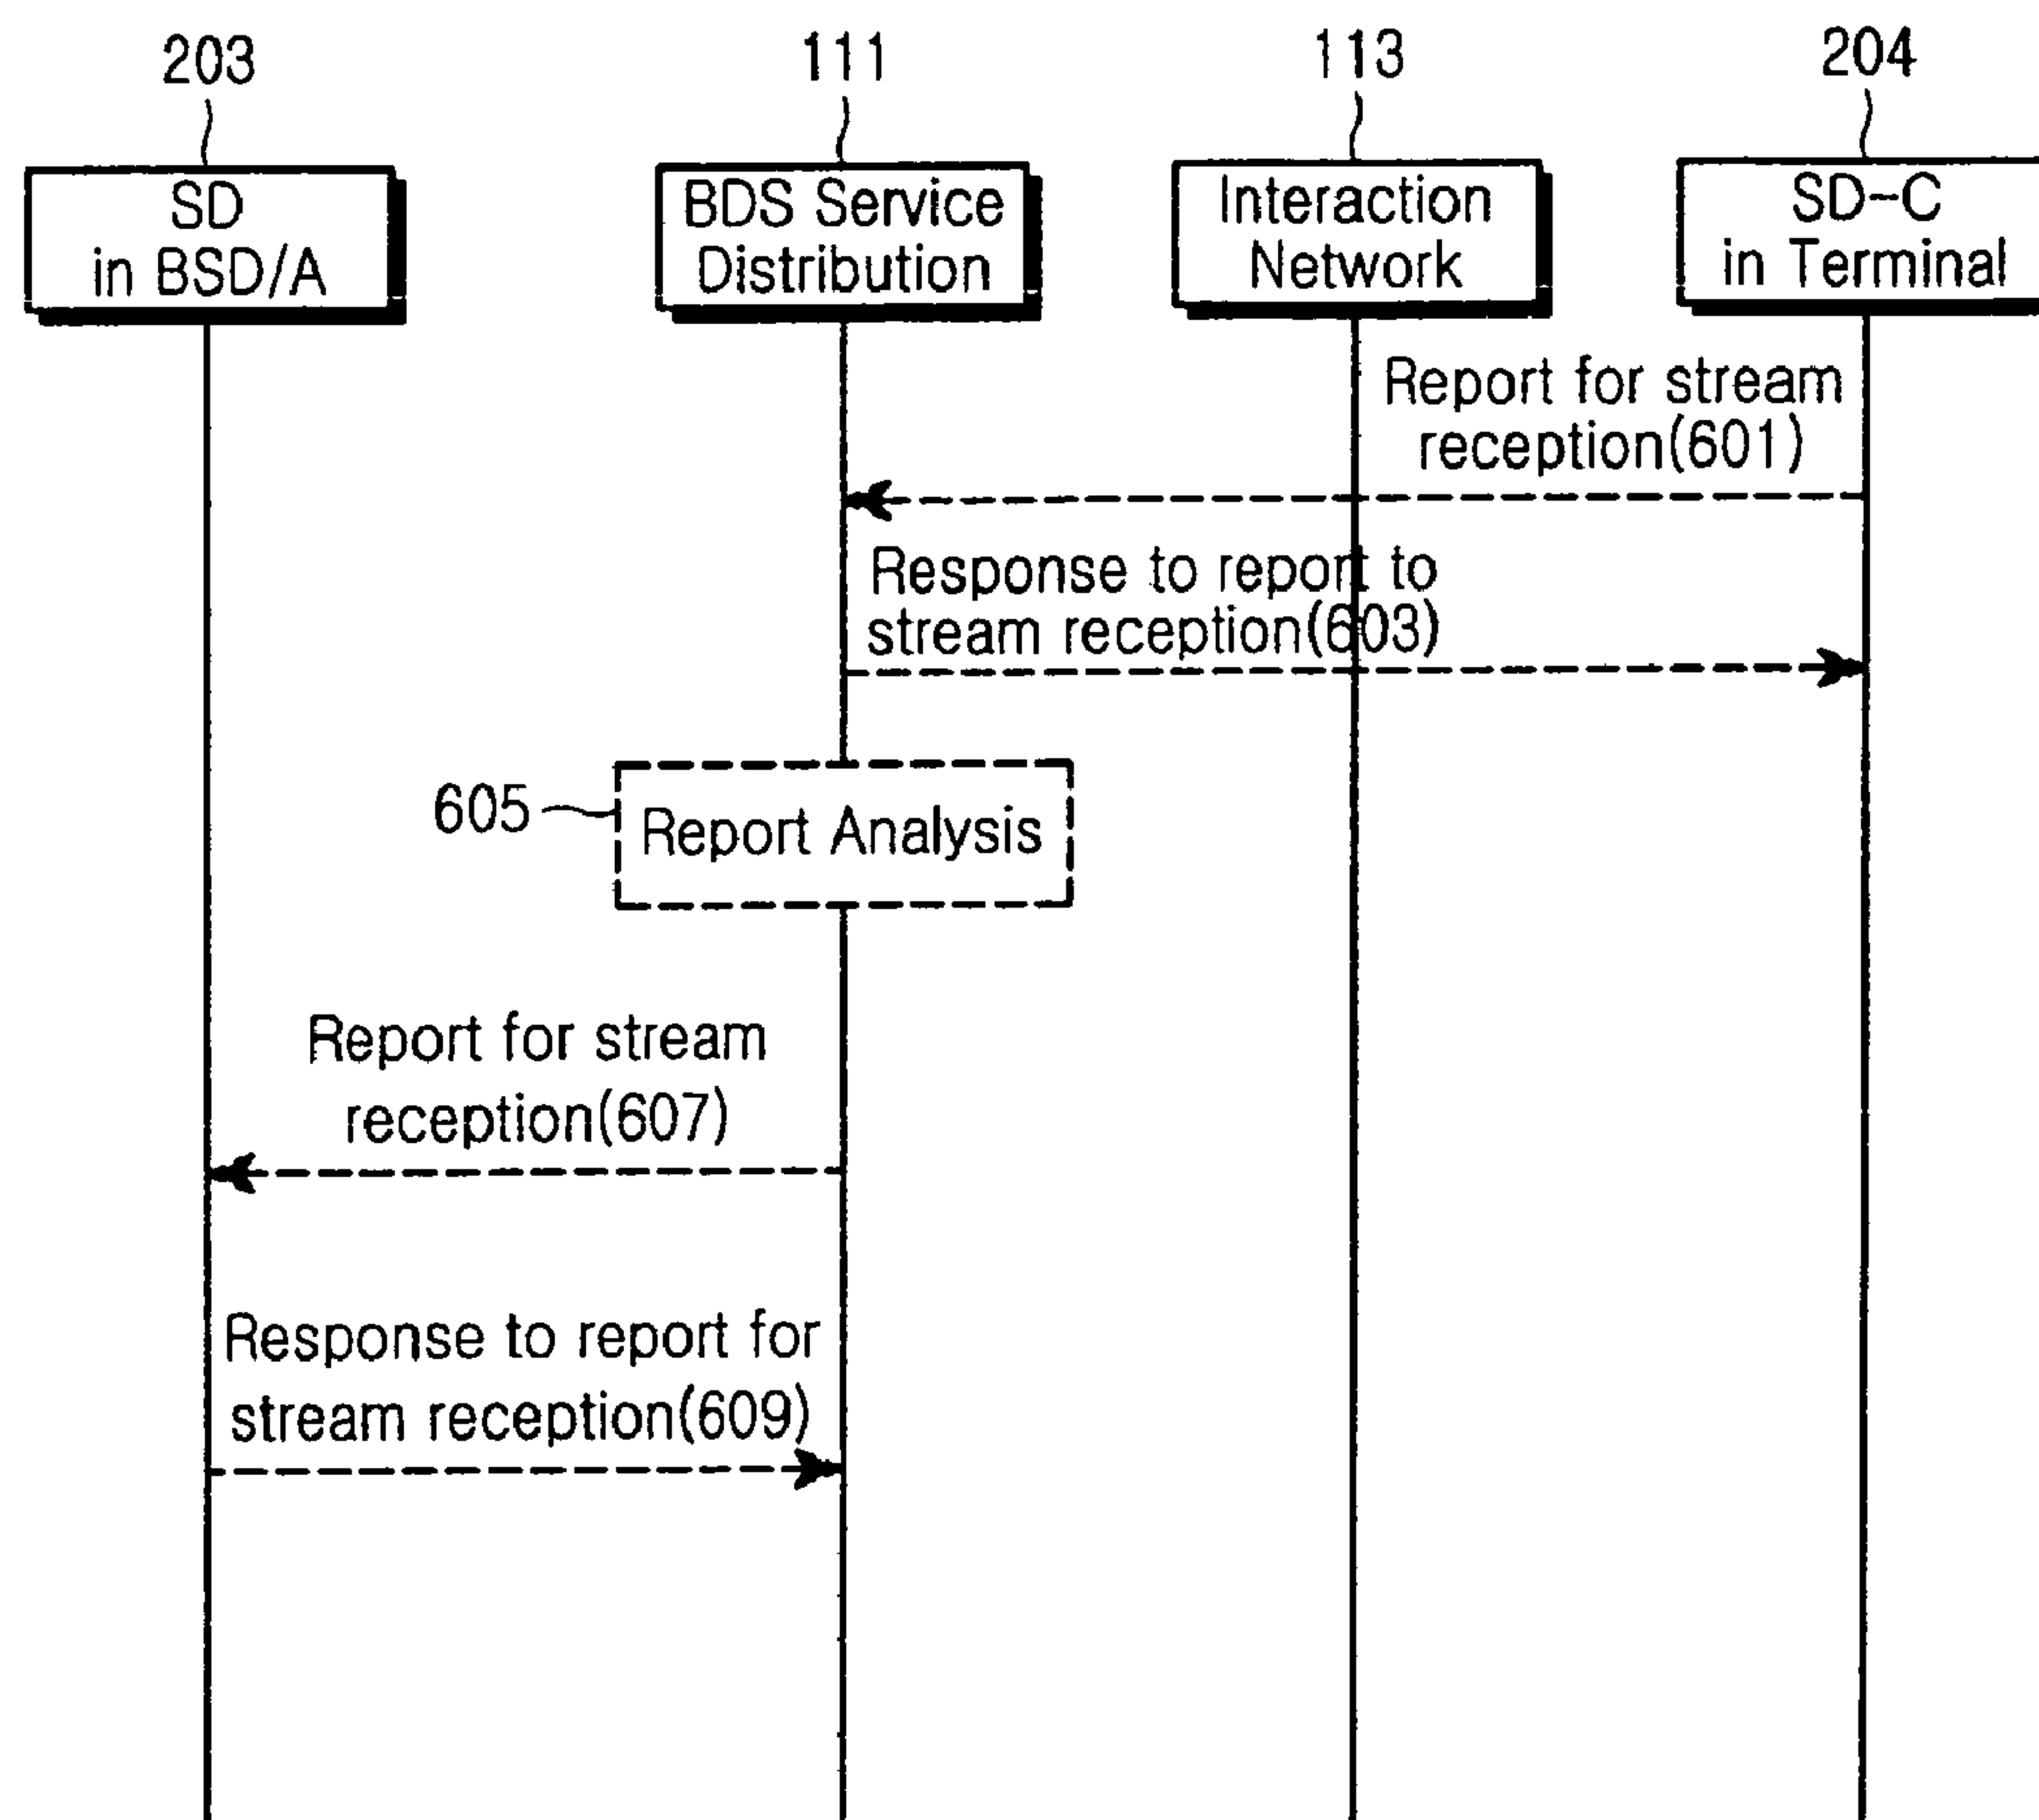 203
111
113
204
SD
in BSD/A
BDS Service
Distribution
Interaction
Network
SD-C
in Terminal
Report for stream
reception(601)
Response to report to
stream reception(603)
605
Report Analysis
Report for stream
reception(607)
Response to report for
stream reception(609)